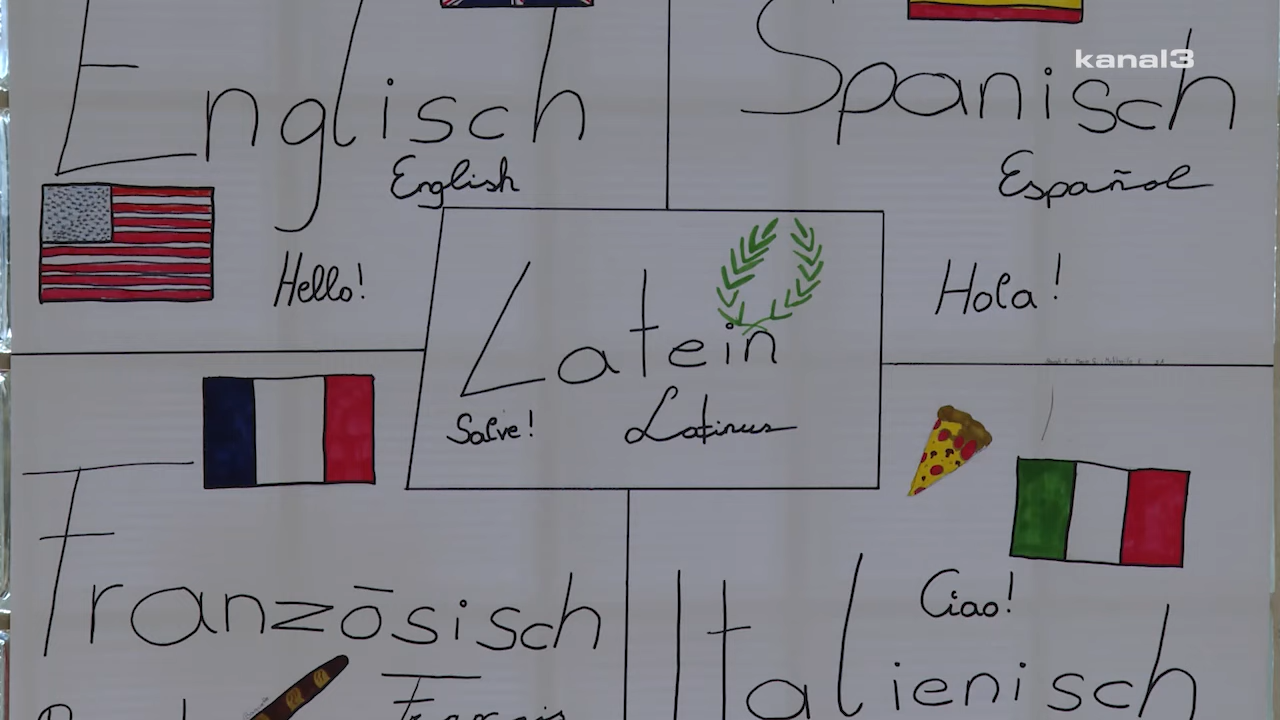 kanal3
Englisch
English
Hello!
Spanisch
Español
Hola!
Latein
Salve!
Latinus
Französisch
Ciao!
Italienisch